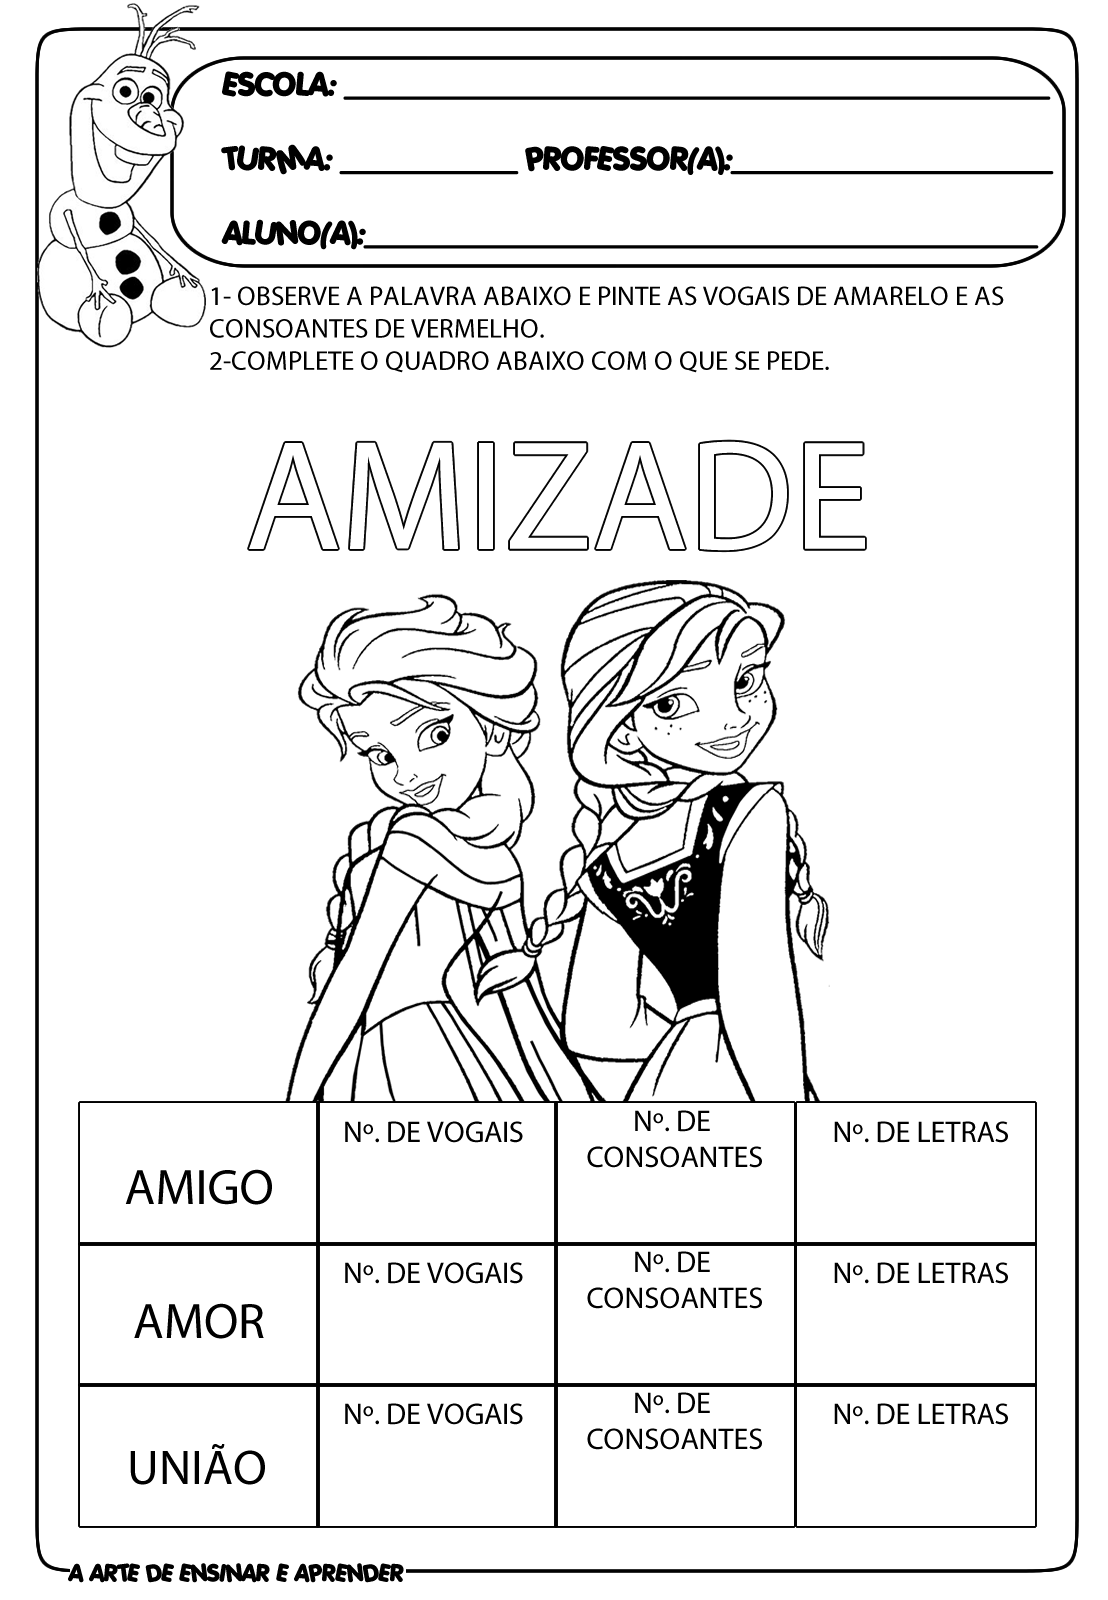 ESCOLA:
TURMA: PROFESSOR(A):
ALUNO(A):
1- OBSERVE A PALAVRA ABAIXO E PINTE AS VOGAIS DE AMARELO E AS
CONSOANTES DE VERMELHO.
2-COMPLETE O QUADRO ABAIXO COM O QUE SE PEDE.
AMIZADE
AMIGO
Nº. DE VOGAIS
Nº. DE
CONSOANTES
Nº. DE LETRAS
AMOR
Nº. DE VOGAIS
Nº. DE
CONSOANTES
Nº. DE LETRAS
UNIÃO
Nº. DE VOGAIS
Nº. DE
CONSOANTES
Nº. DE LETRAS
A ARTE DE ENSINAR E APRENDER